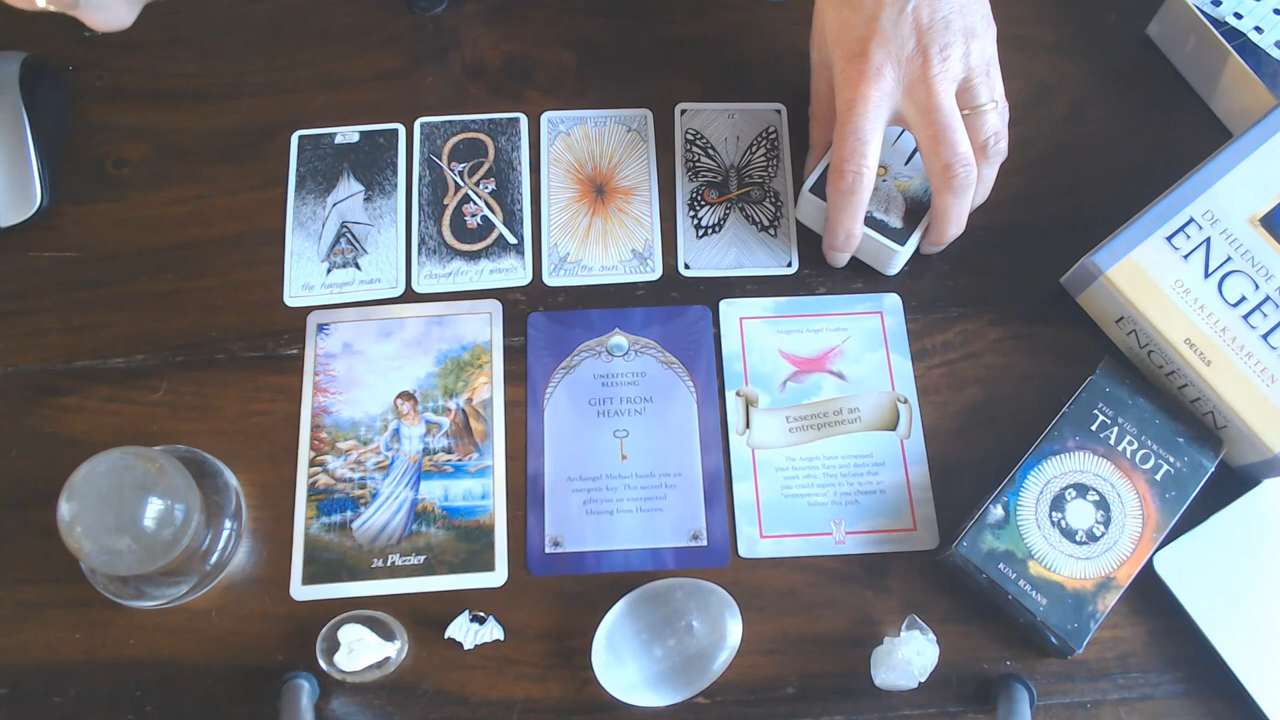 XII
the hanged man
daughter of wands
XIX
the sun
II
24. Plezier
UNEXPECTED
BLESSING
GIFT FROM
HEAVEN!
Archangel Michael hands you an
energetic key. This sacred key
gifts you an unexpected
blessing from Heaven.
Magenta Angel Feather
Essence of an
entrepreneur!
The Angels have witnessed
your business flare and dedicated
work ethic. They believe that
you could aspire to be quite an
"entrepreneur" if you choose to
follow this path.
DE HELENDE
ENGEL
ORAKELKAARTEN
DELTAS
ENGELEN
THE WILD UNKNOWN
TAROT
KIM KRANS